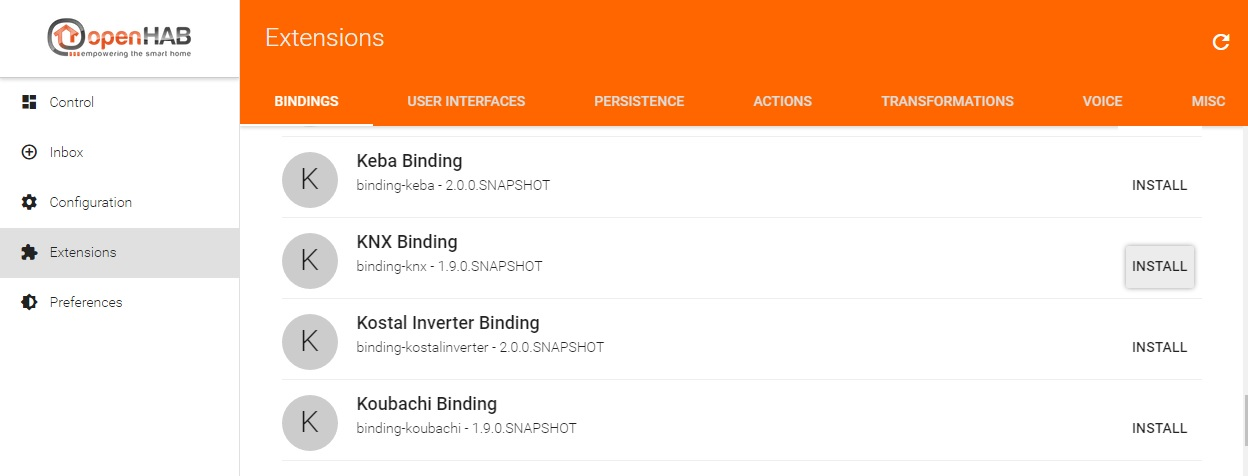 openHAB
empowering the smart home
Extensions
BINDINGS USER INTERFACES PERSISTENCE ACTIONS TRANSFORMATIONS VOICE MISC
Control
Inbox
Configuration
Extensions
Preferences
K
Keba Binding
binding-keba - 2.0.0.SNAPSHOT
INSTALL
K
KNX Binding
binding-knx - 1.9.0.SNAPSHOT
INSTALL
K
Kostal Inverter Binding
binding-kostalinverter - 2.0.0.SNAPSHOT
INSTALL
K
Koubachi Binding
binding-koubachi - 1.9.0.SNAPSHOT
INSTALL